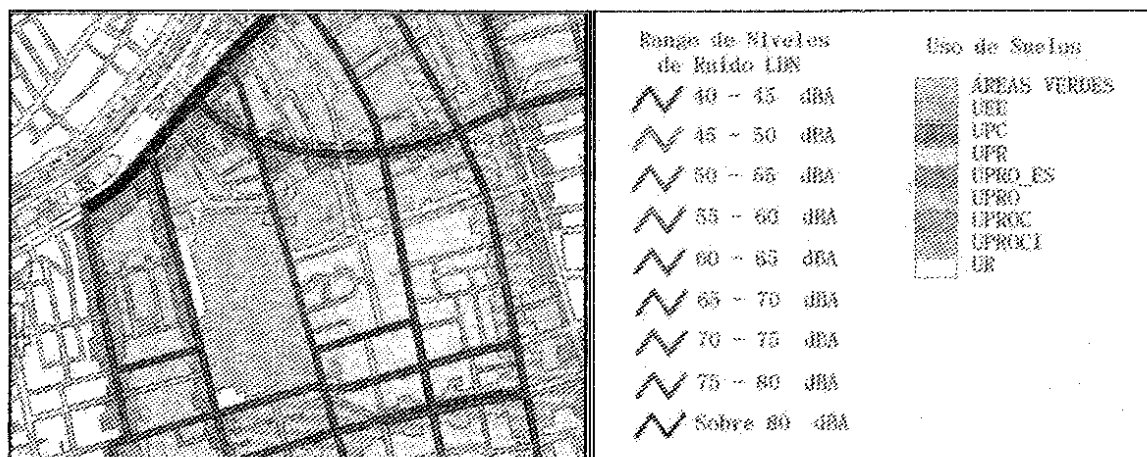 Rango de Niveles
de Ruido LDN
40 - 45 dBA
45 - 50 dBA
50 - 55 dBA
55 - 60 dBA
60 - 65 dBA
65 - 70 dBA
70 - 75 dBA
75 - 80 dBA
Sobre 80 dBA
Uso de Suelos
ÁREAS VERDES
UEE
UPC
UPR
UPRO_ES
UPRO
UPROC
UPROCI
UR